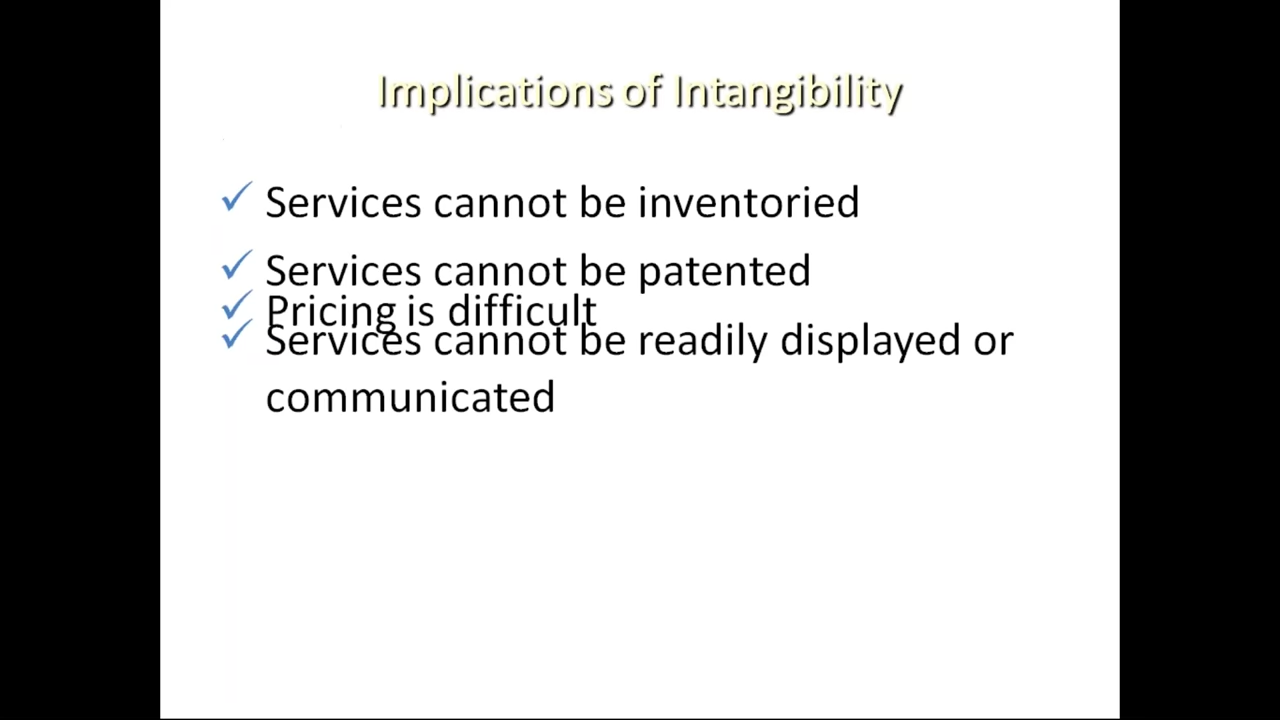 Implications of Intangibility
✓ Services cannot be inventoried
✓ Services cannot be patented
✓ Pricing is difficult
✓ Services cannot be readily displayed or
communicated